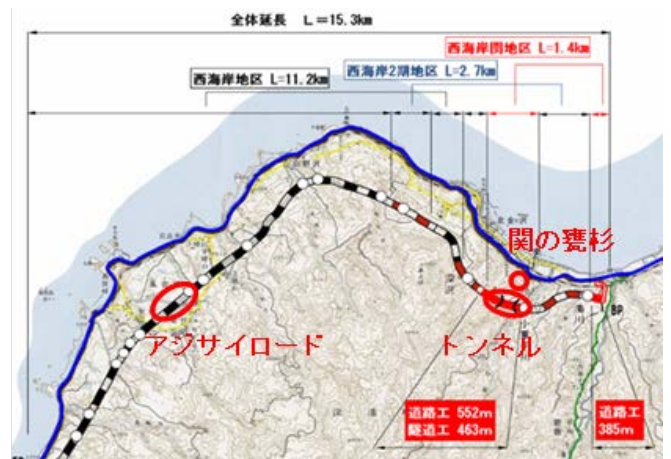 全体延長 L=15.3km
西海岸関地区 L=1.4km
西海岸地区 L=11.2km
西海岸2期地区 L=2.7km
関の甕杉
アジサイロード
トンネル
BP
道路工 552m
隧道工 463m
道路工
385m